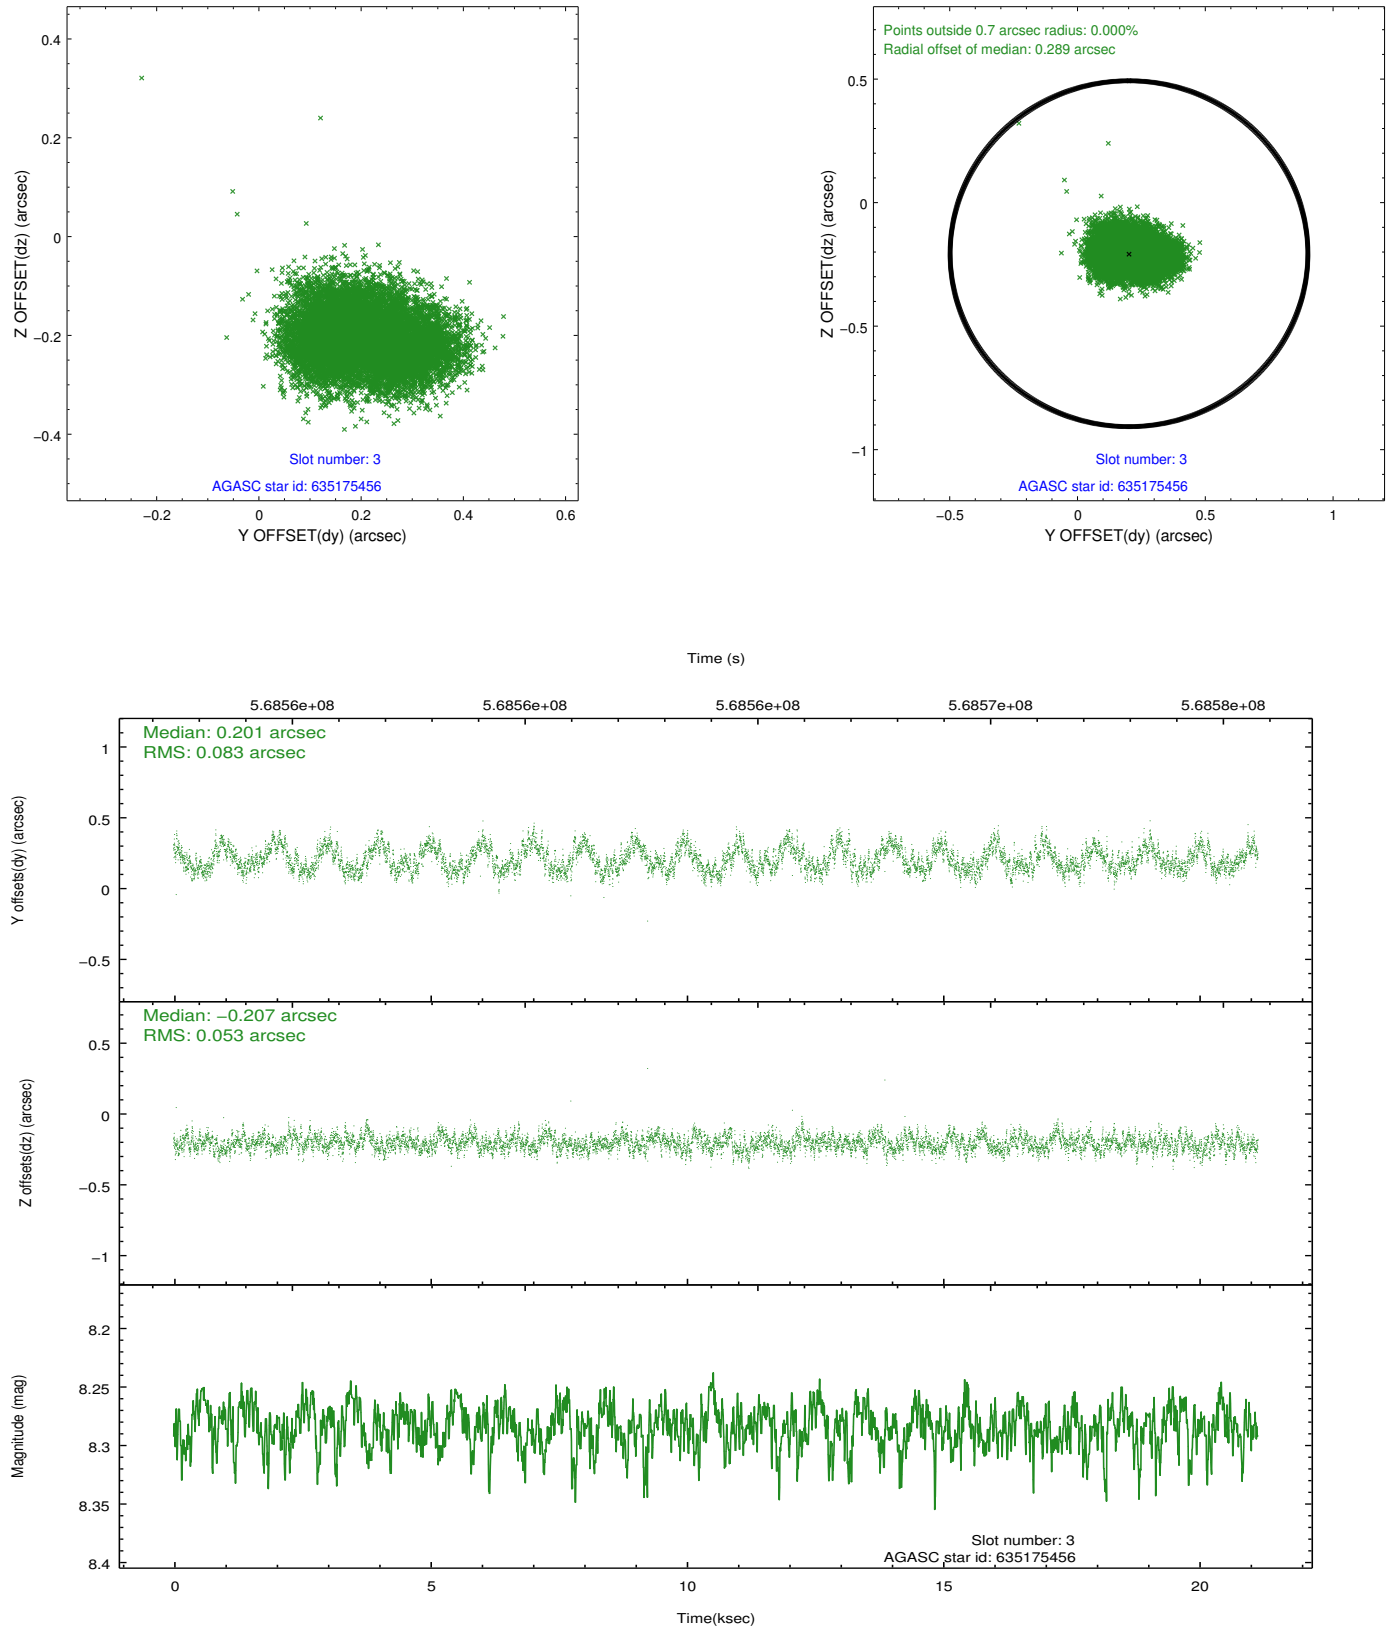 0.4
0.2
0
−0.2
−0.4
Z OFFSET(dz) (arcsec)
Slot number: 3
AGASC star id: 635175456
−0.2 0 0.2 0.4 0.6
Y OFFSET(dy) (arcsec)
Points outside 0.7 arcsec radius: 0.000%
Radial offset of median: 0.289 arcsec
0.5
0
−0.5
−1
Z OFFSET(dz) (arcsec)
Slot number: 3
AGASC star id: 635175456
−0.5 0 0.5 1
Y OFFSET(dy) (arcsec)
Time (s)
5.6856e+08 5.6856e+08 5.6856e+08 5.6857e+08 5.6858e+08
Median: 0.201 arcsec
RMS: 0.083 arcsec
1
0.5
0
−0.5
Y offsets(dy) (arcsec)
Median: −0.207 arcsec
RMS: 0.053 arcsec
0.5
0
−0.5
−1
Z offsets(dz) (arcsec)
8.2
8.25
8.3
8.35
8.4
Magnitude (mag)
Slot number: 3
AGASC star id: 635175456
0 5 10 15 20
Time(ksec)